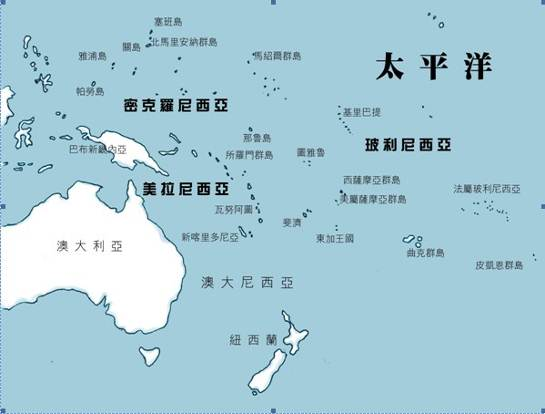 塞班島
關島
北馬里安納群島
雅浦島
馬紹爾群島
太平洋
帕勞島
密克羅尼西亞
基里巴提
那魯島
玻利尼西亞
巴布新畿內亞
所羅門群島
圖雅魯
美拉尼西亞
西薩摩亞群島
法屬玻利尼西亞
美屬薩摩亞群島
瓦努阿圖
斐濟
新喀里多尼亞
東加王國
澳大利亞
曲克群島
皮凱恩群島
澳大尼西亞
紐西蘭